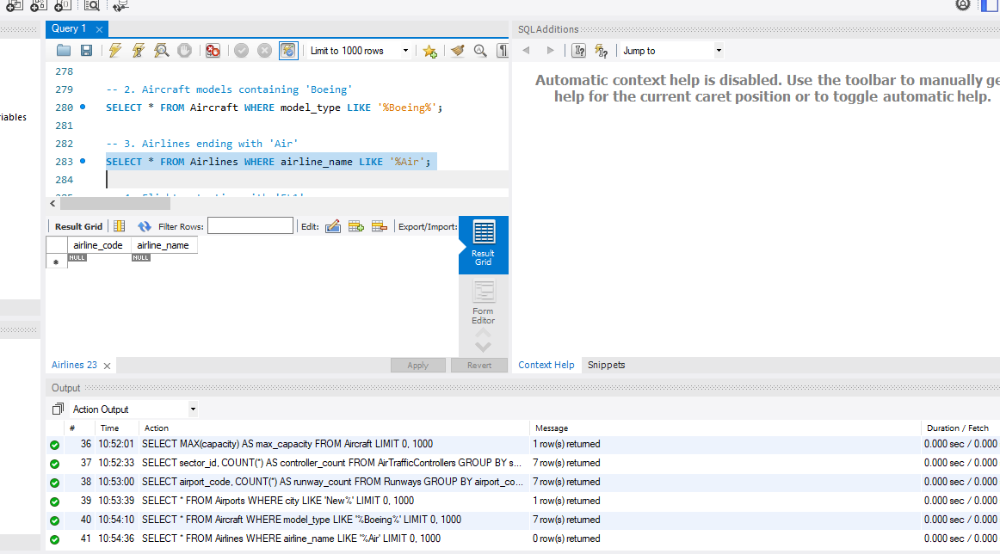 Query 1
SQLAdditions
Limit to 1000 rows
Jump to
iables
278
279 -- 2. Aircraft models containing 'Boeing'
280 SELECT * FROM Aircraft WHERE model_type LIKE '%Boeing%';
281
282 -- 3. Airlines ending with 'Air'
283 SELECT * FROM Airlines WHERE airline_name LIKE '%Air';
284
Automatic context help is disabled. Use the toolbar to manually ge
help for the current caret position or to toggle automatic help.
Result Grid Filter Rows: Edit: Export/Import:
airline_code airline_name
NULL NULL
Result
Grid
Form
Editor
Airlines 23
Apply Revert
Context Help Snippets
Output
Action Output
# Time Action Message Duration / Fetch
36 10:52:01 SELECT MAX(capacity) AS max_capacity FROM Aircraft LIMIT 0, 1000 1 row(s) returned 0.000 sec / 0.000
37 10:52:33 SELECT sector_id, COUNT(*) AS controller_count FROM AirTrafficControllers GROUP BY s... 7 row(s) returned 0.000 sec / 0.000
38 10:53:00 SELECT airport_code, COUNT(*) AS runway_count FROM Runways GROUP BY airport_co... 7 row(s) returned 0.000 sec / 0.000
39 10:53:39 SELECT * FROM Airports WHERE city LIKE 'New%' LIMIT 0, 1000 1 row(s) returned 0.000 sec / 0.000
40 10:54:10 SELECT * FROM Aircraft WHERE model_type LIKE '%Boeing%' LIMIT 0, 1000 7 row(s) returned 0.000 sec / 0.000
41 10:54:36 SELECT * FROM Airlines WHERE airline_name LIKE '%Air' LIMIT 0, 1000 0 row(s) returned 0.000 sec / 0.000